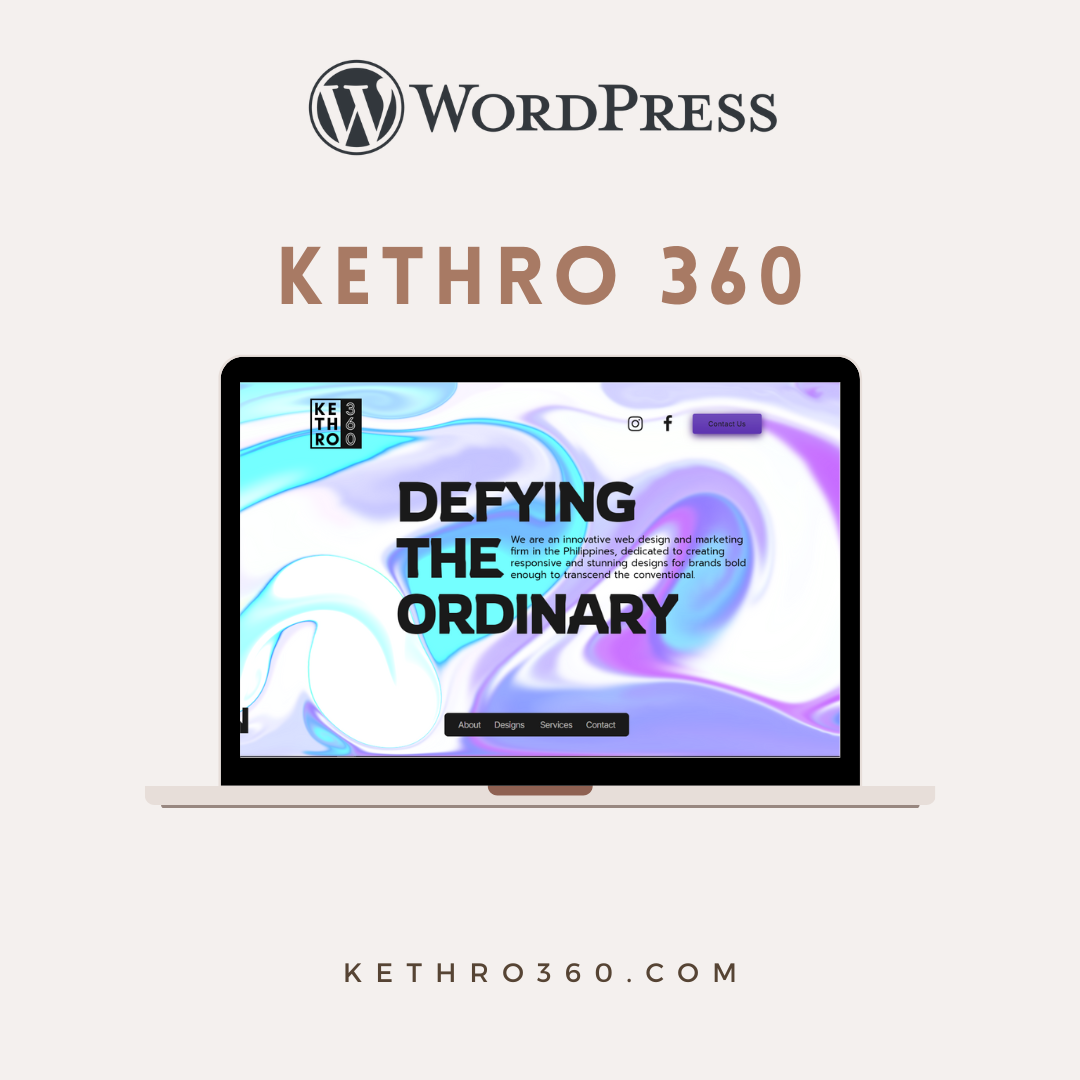 WORDPRESS
KETHRO 360
KE
TH
RO
360
Contact Us
DEFYING
THE
We are an innovative web design and marketing
firm in the Philippines, dedicated to creating
responsive and stunning designs for brands bold
enough to transcend the conventional.
ORDINARY
About Designs Services Contact
KETHRO360.COM